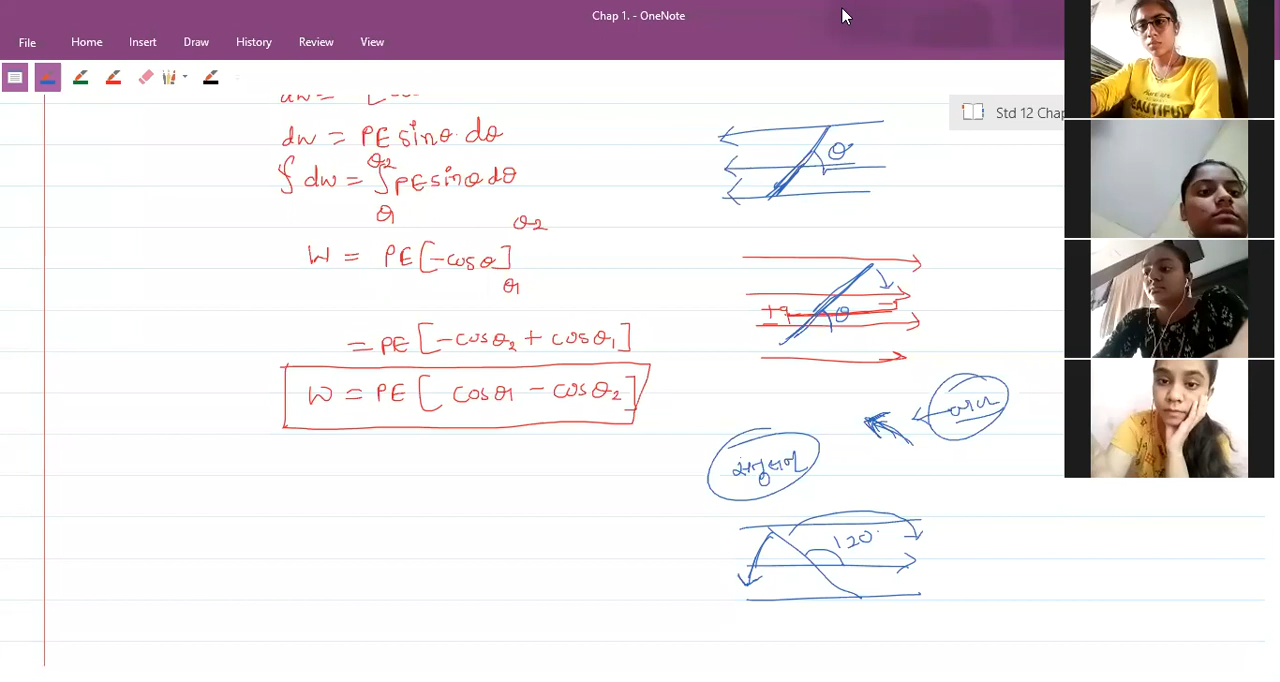 Chap 1. - OneNote
File Home Insert Draw History Review View
Std 12 Chap
dw = PE sinθ. dθ
∫ dw = ∫ PE sinθ dθ
θ2
θ1
θ2
W = PE [-cosθ]
θ1
= PE [-cosθ2 + cosθ1]
W = PE [ cosθ1 - cosθ2 ]
θ
+q
θ
120°
BEAUTIFUL